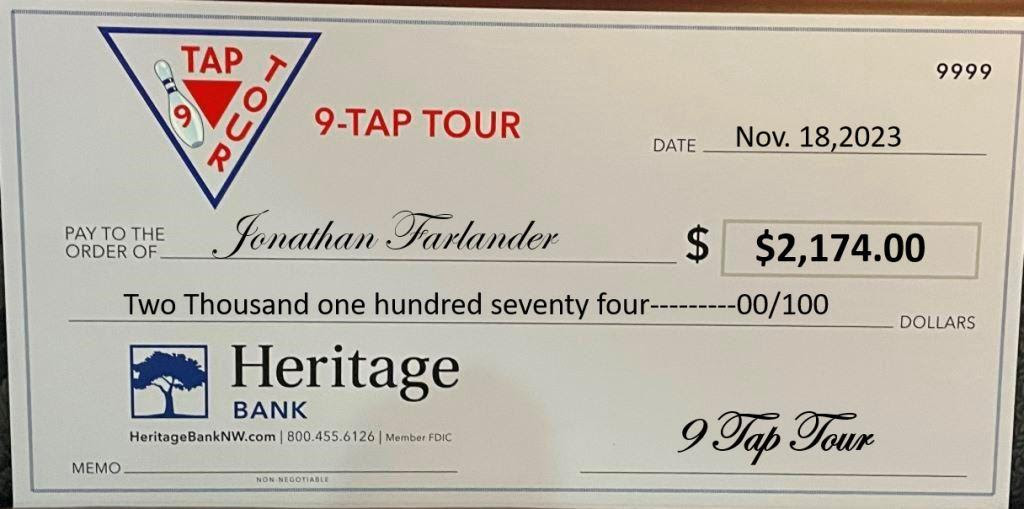 TAP TOUR
9
9-TAP TOUR
9999
DATE Nov. 18,2023
PAY TO THE
ORDER OF Jonathan Farlander $ $2,174.00
Two Thousand one hundred seventy four---------00/100
DOLLARS
Heritage
BANK
HeritageBankNW.com | 800.455.6126 | Member FDIC
9 Tap Tour
MEMO
NON-NEGOTIABLE